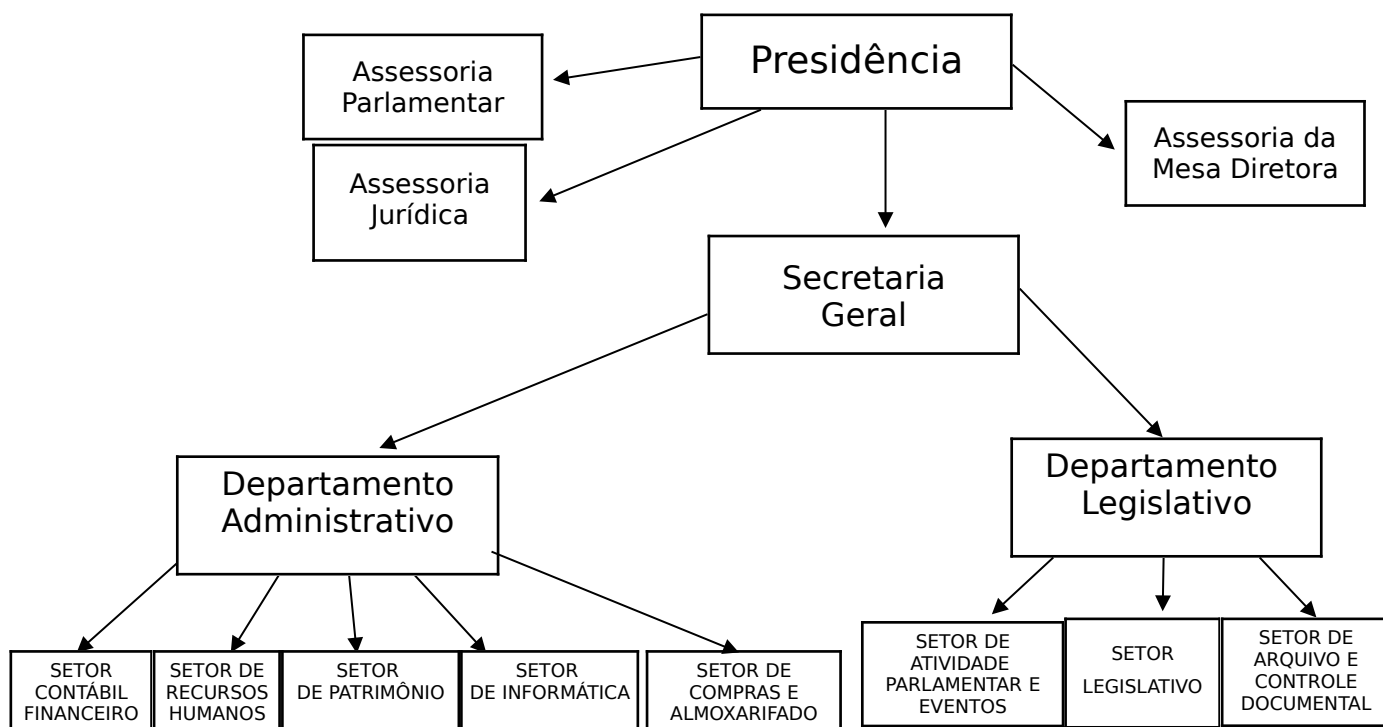 Presidência
Assessoria
Parlamentar
Assessoria da
Mesa Diretora
Assessoria
Jurídica
Secretaria
Geral
Departamento
Administrativo
Departamento
Legislativo
SETOR
CONTÁBIL
FINANCEIRO
SETOR DE
RECURSOS
HUMANOS
SETOR
DE PATRIMÔNIO
SETOR
DE INFORMÁTICA
SETOR DE
COMPRAS E
ALMOXARIFADO
SETOR DE
ATIVIDADE
PARLAMENTAR E
EVENTOS
SETOR
LEGISLATIVO
SETOR DE
ARQUIVO E
CONTROLE
DOCUMENTAL